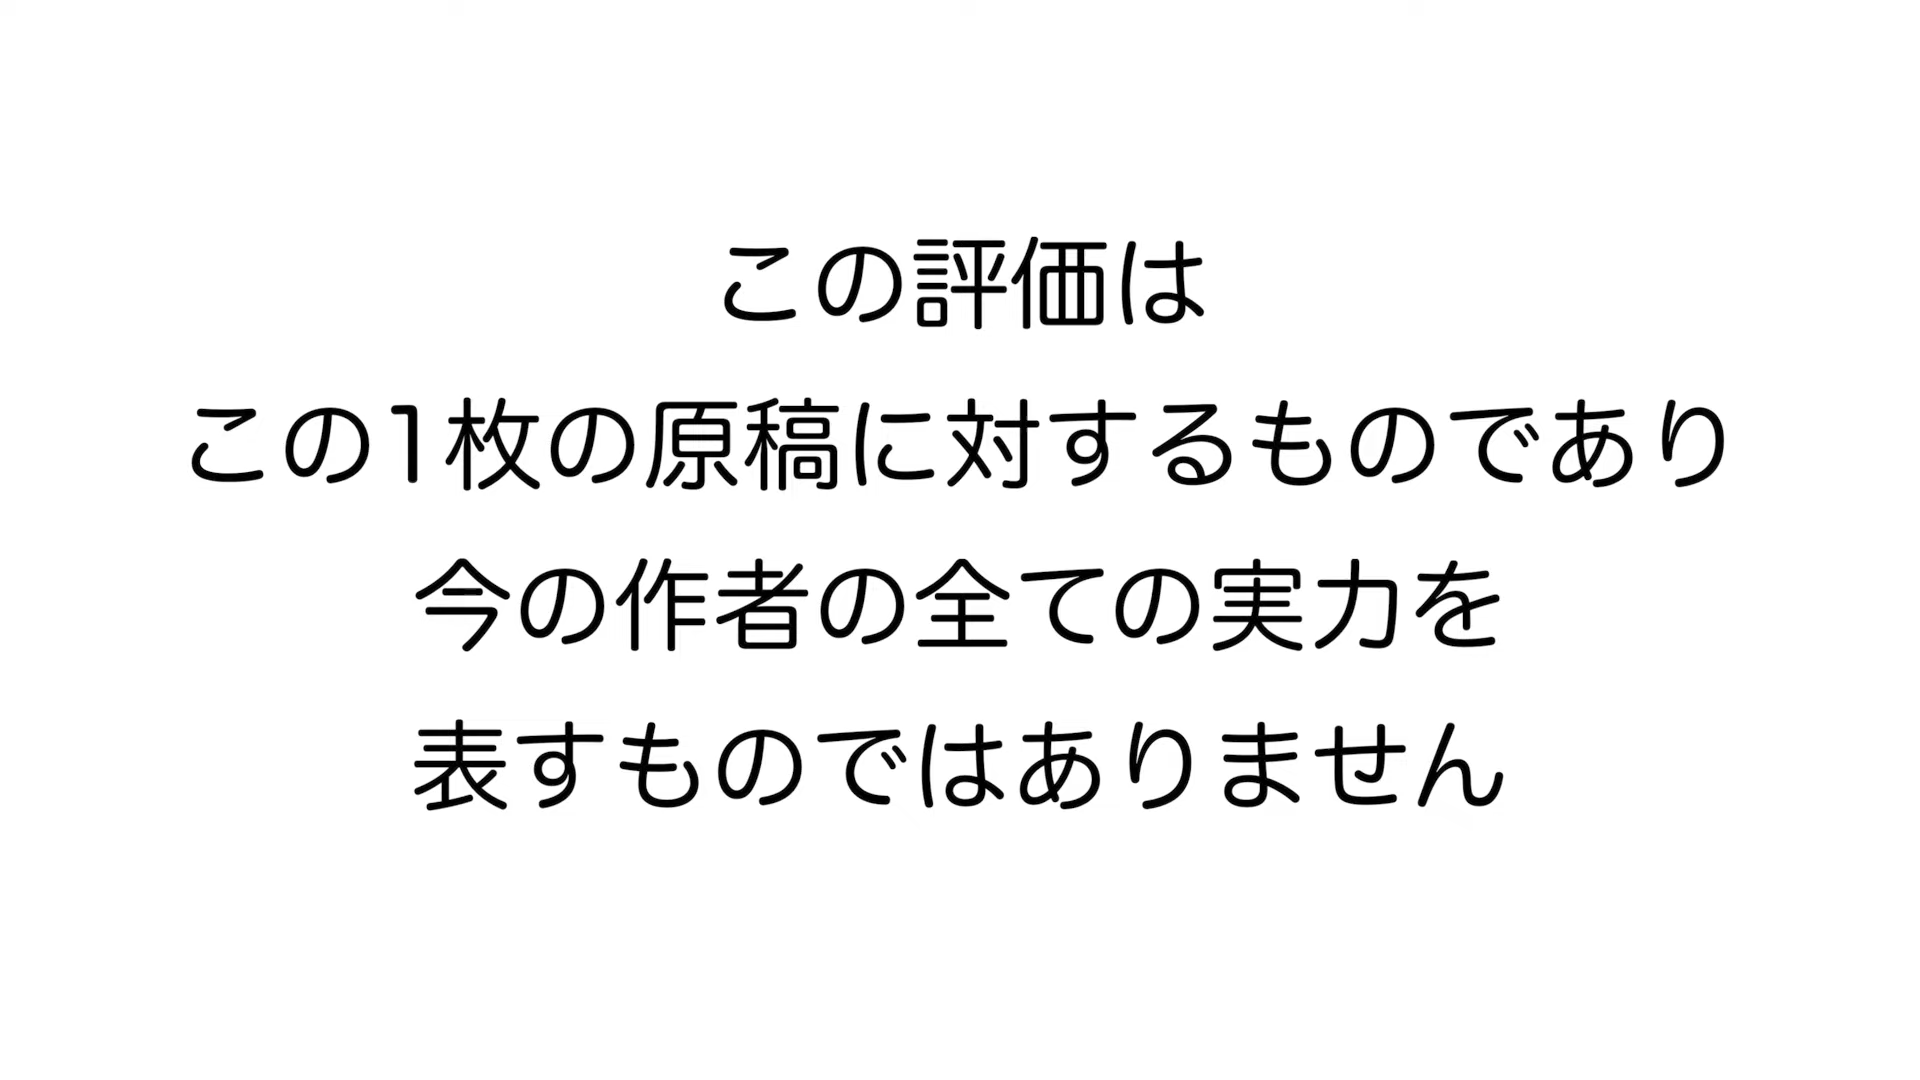 この評価は
この1枚の原稿に対するものであり
今の作者の全ての実力を
表すものではありません